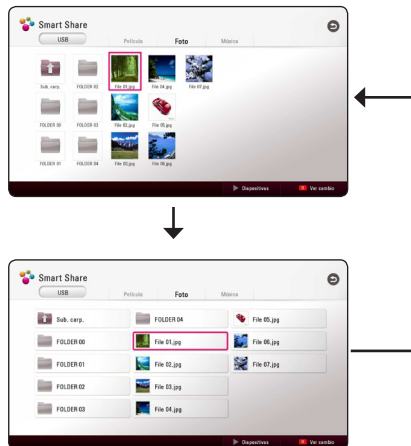 Smart Share
USB Película Foto Música
Sub. carp. FOLDER 02 File 01.jpg File 04.jpg File 07.jpg
FOLDER 00 FOLDER 03 File 02.jpg File 05.jpg
FOLDER 01 FOLDER 04 File 03.jpg File 06.jpg
Dispositivos Ver cambio
Smart Share
USB Película Foto Música
Sub. carp. FOLDER 04 File 05.jpg
FOLDER 00 File 01.jpg File 06.jpg
FOLDER 01 File 02.jpg File 07.jpg
FOLDER 02 File 03.jpg
FOLDER 03 File 04.jpg
Dispositivos Ver cambio